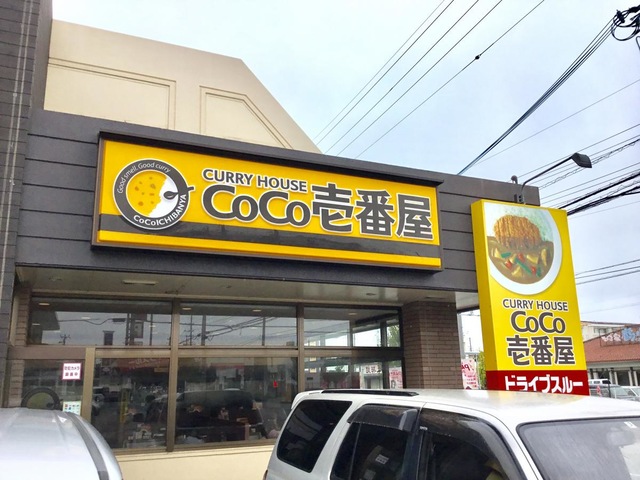 Good smell, Good curry
CoCoICHIBANYA
CURRY HOUSE
CoCo壱番屋
CURRY HOUSE
CoCo
壱番屋
ドライブスルー